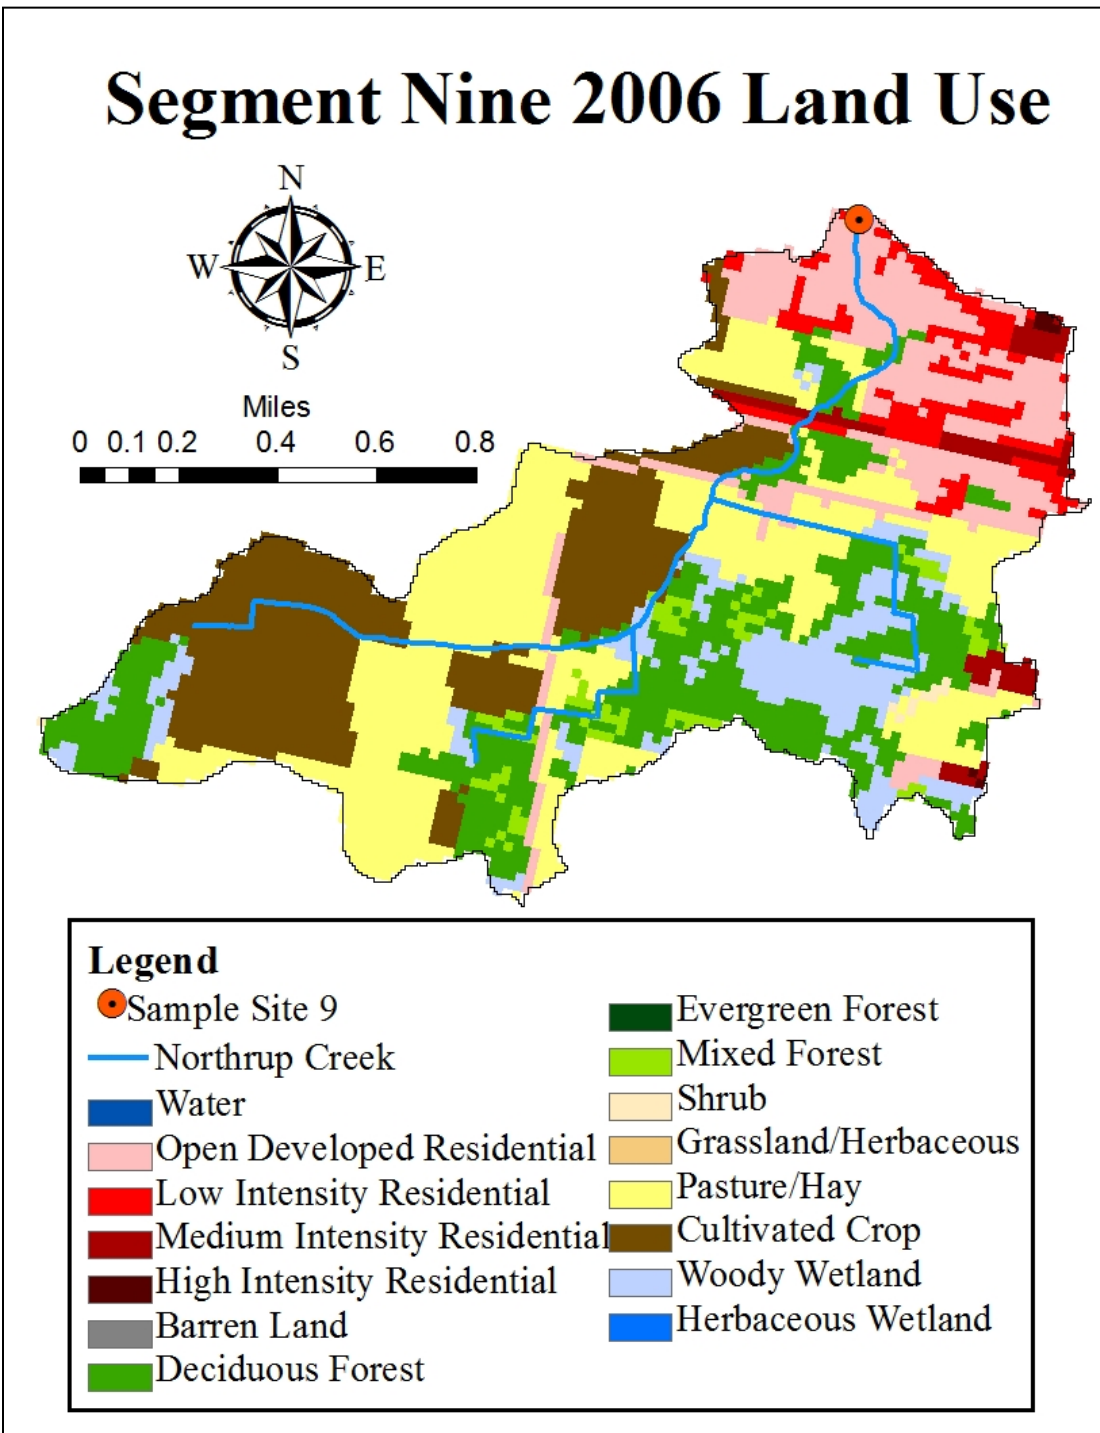 Segment Nine 2006 Land Use
N
W E
S
Miles
0 0.1 0.2 0.4 0.6 0.8
Legend
Sample Site 9
Northrup Creek
Water
Open Developed Residential
Low Intensity Residential
Medium Intensity Residential
High Intensity Residential
Barren Land
Deciduous Forest
Evergreen Forest
Mixed Forest
Shrub
Grassland/Herbaceous
Pasture/Hay
Cultivated Crop
Woody Wetland
Herbaceous Wetland